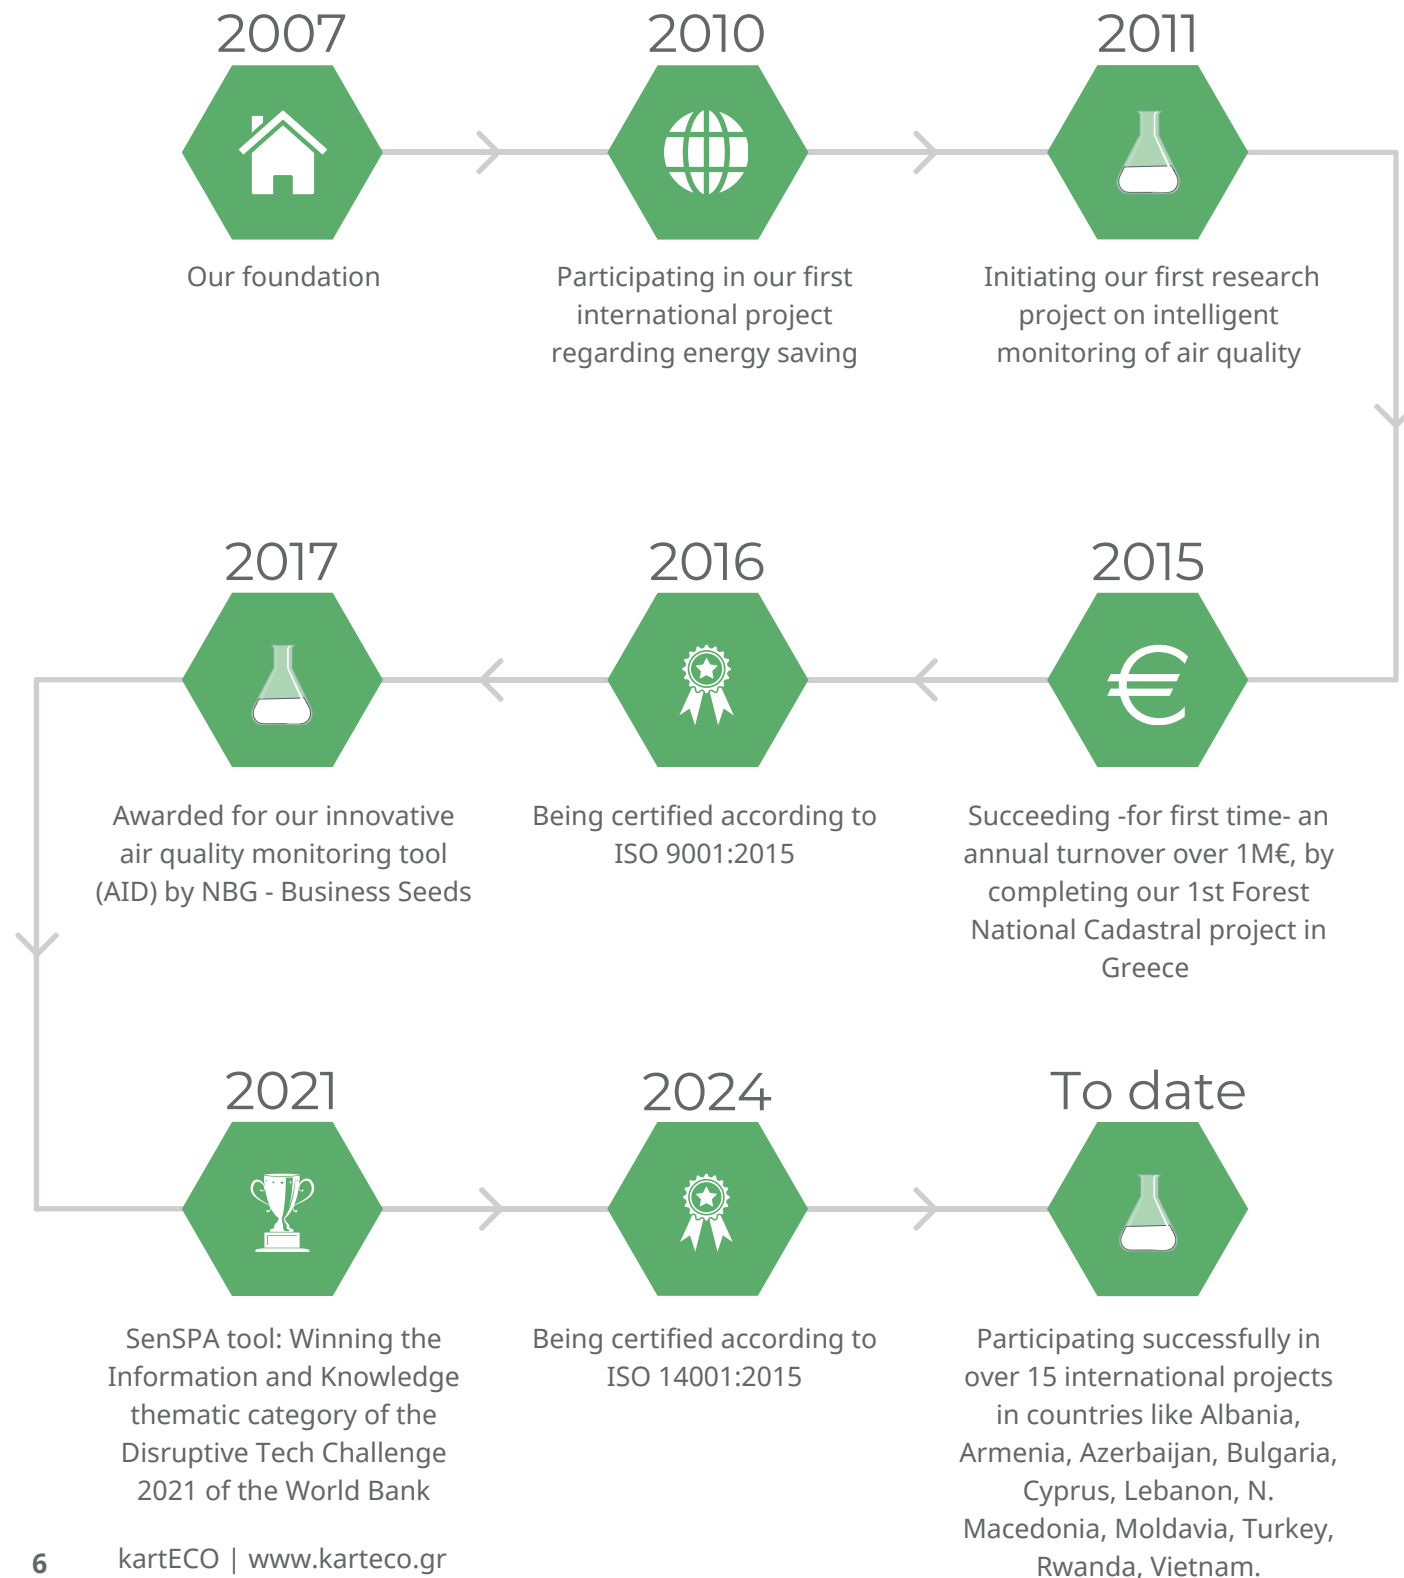 2007
Our foundation
2010
Participating in our first
international project
regarding energy saving
2011
Initiating our first research
project on intelligent
monitoring of air quality
2015
Succeeding -for first time- an
annual turnover over 1M€, by
completing our 1st Forest
National Cadastral project in
Greece
2016
Being certified according to
ISO 9001:2015
2017
Awarded for our innovative
air quality monitoring tool
(AID) by NBG - Business Seeds
2021
SenSPA tool: Winning the
Information and Knowledge
thematic category of the
Disruptive Tech Challenge
2021 of the World Bank
2024
Being certified according to
ISO 14001:2015
To date
Participating successfully in
over 15 international projects
in countries like Albania,
Armenia, Azerbaijan, Bulgaria,
Cyprus, Lebanon, N.
Macedonia, Moldavia, Turkey,
Rwanda, Vietnam.
6 kartECO | www.karteco.gr